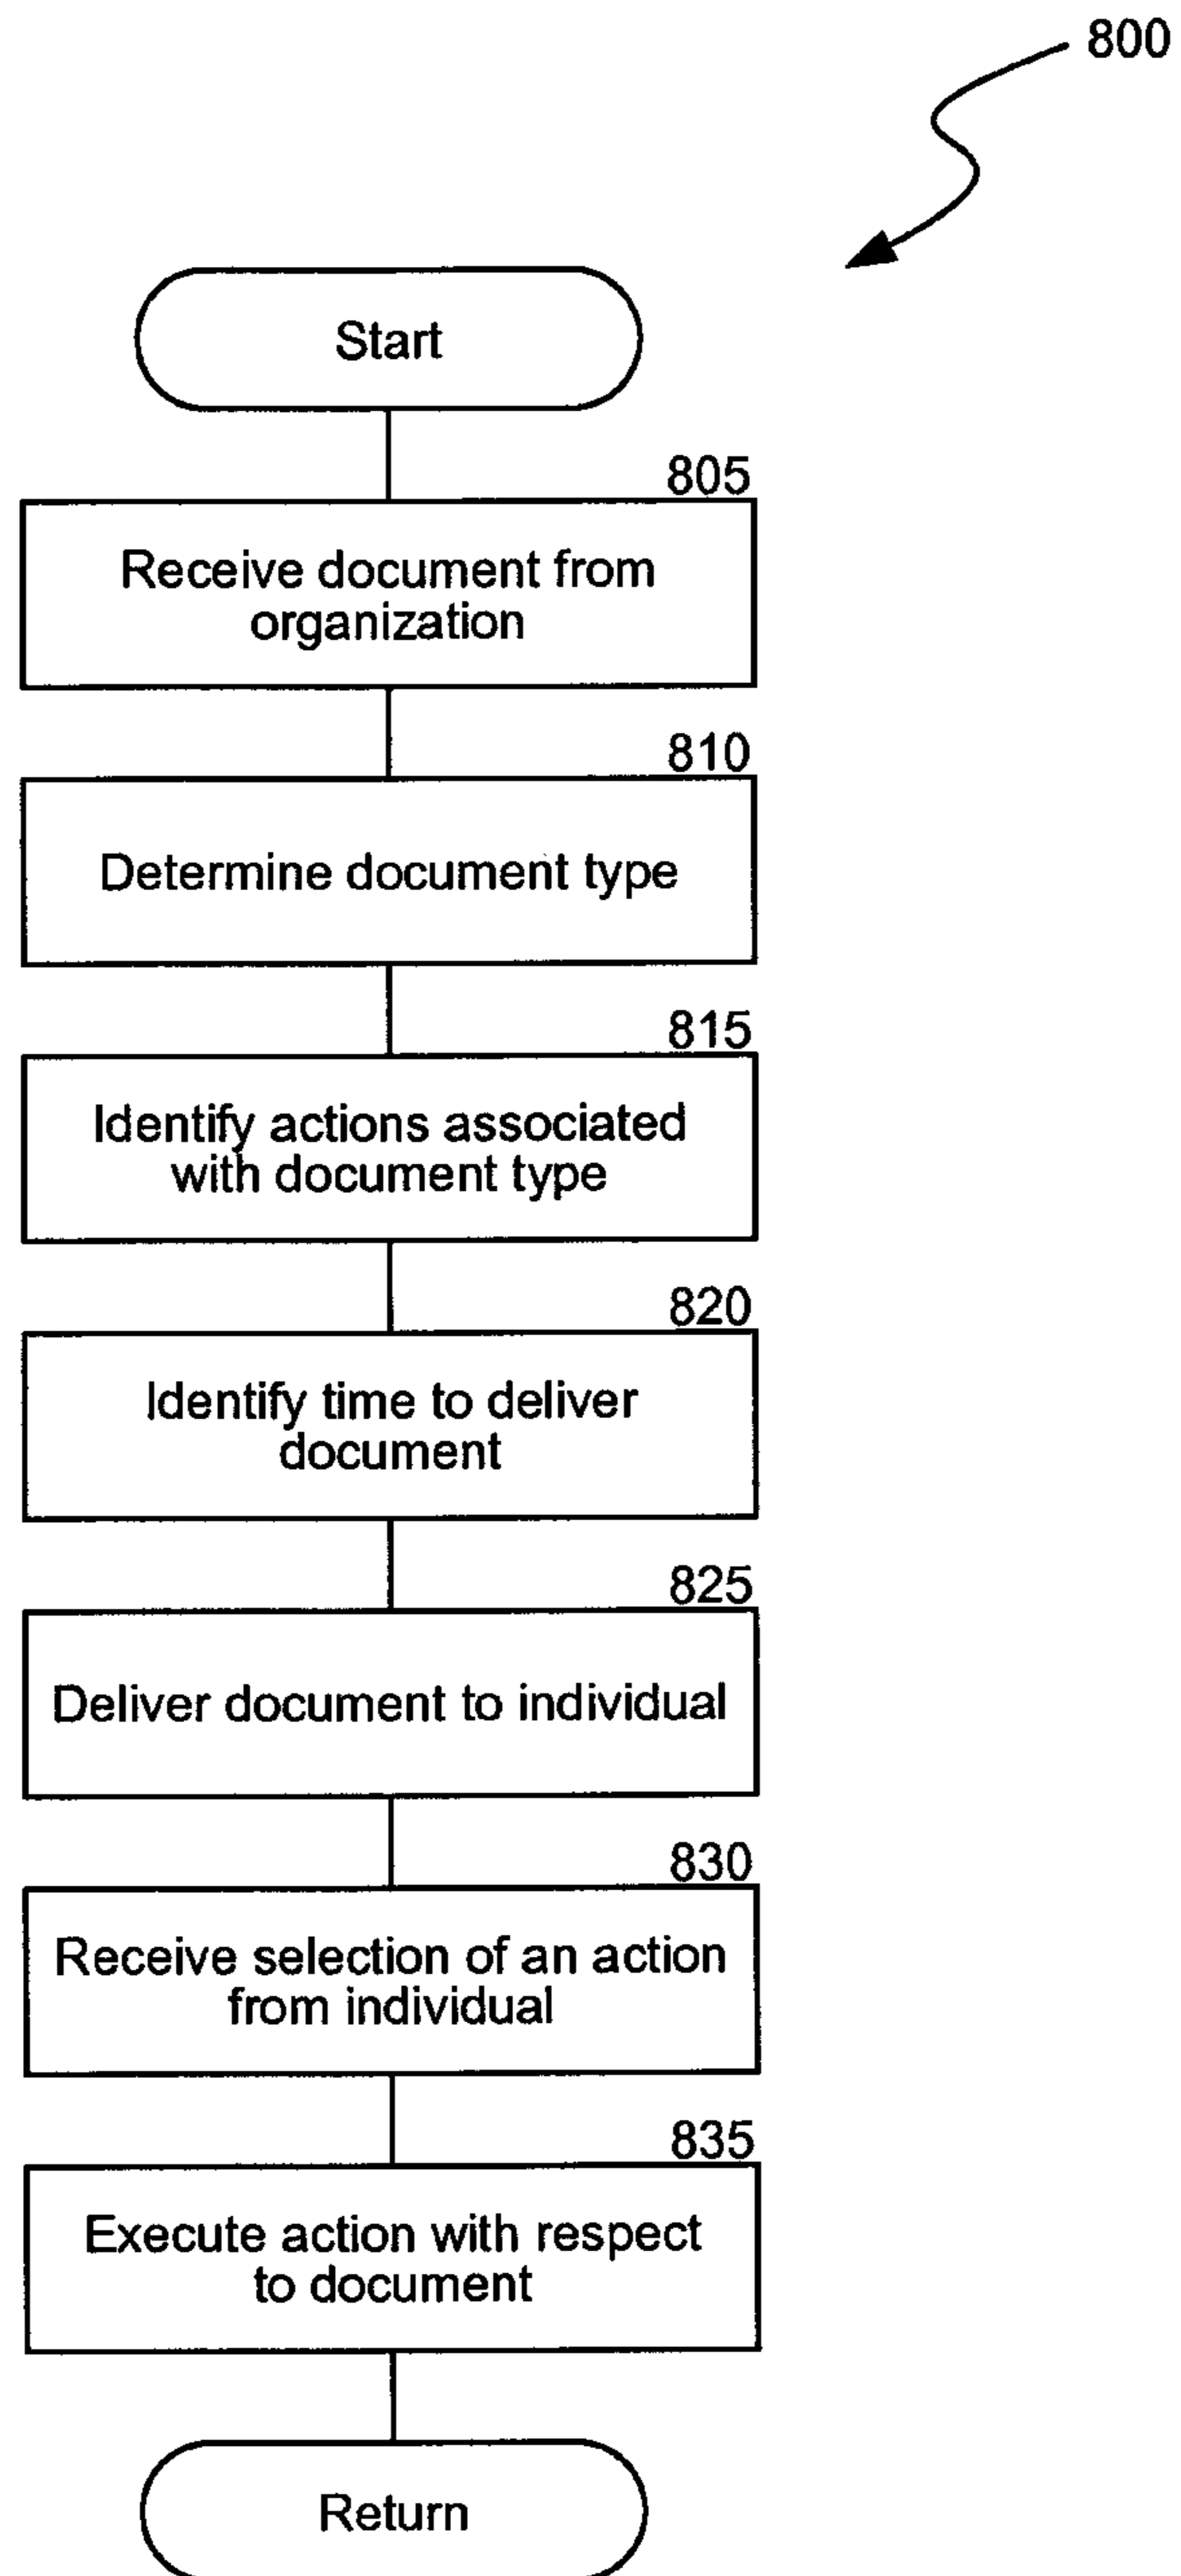 800
Start
805
Receive document from
organization
810
Determine document type
815
Identify actions associated
with document type
820
Identify time to deliver
document
825
Deliver document to individual
830
Receive selection of an action
from individual
835
Execute action with respect
to document
Return